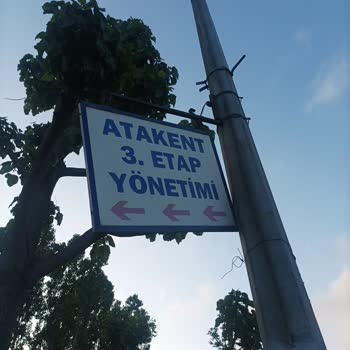 ATAKENT
3. ETAP
YÖNETİMİ